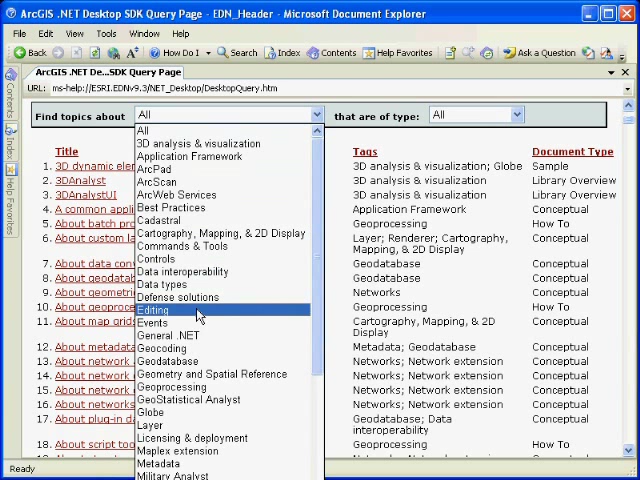 ArcGIS .NET Desktop SDK Query Page - EDN_Header - Microsoft Document Explorer
File Edit View Tools Window Help
Back How Do I Search Index Contents Help Favorites Ask a Question
ArcGIS .NET De...SDK Query Page
URL: ms-help://ESRI.EDNv9.3/NET_Desktop/DesktopQuery.htm
Contents
Index
Help Favorites
Find topics about All that are of type: All
All
3D analysis & visualization
Application Framework
ArcPad
ArcScan
ArcWeb Services
Best Practices
Cadastral
Cartography, Mapping, & 2D Display
Commands & Tools
Controls
Data interoperability
Data types
Defense solutions
Editing
Events
General .NET
Geocoding
Geodatabase
Geometry and Spatial Reference
Geoprocessing
GeoStatistical Analyst
Globe
Layer
Licensing & deployment
Maplex extension
Metadata
Military Analyst
Title Tags Document Type
1. 3D dynamic 3D analysis & visualization; Globe Sample
2. 3DAnalyst 3D analysis & visualization Library Overview
3. 3DAnalystUI 3D analysis & visualization Library Overview
4. A common Application Framework Conceptual
5. About batch Geoprocessing How To
6. About custom Layer; Renderer; Cartography, Mapping, & 2D Display Conceptual
7. About data Geodatabase Conceptual
8. About Geodatabase Conceptual
9. About Networks Conceptual
10. About Geoprocessing How To
11. About map Cartography, Mapping, & 2D Display Conceptual
12. About Metadata; Geodatabase Conceptual
13. About network Networks; Network extension Conceptual
14. About network Networks; Network extension Conceptual
15. About network Networks; Network extension Conceptual
16. About networks Networks; Network extension Conceptual
17. About plug-in Geodatabase; Data interoperability Conceptual
18. About script Geoprocessing How To
Ready